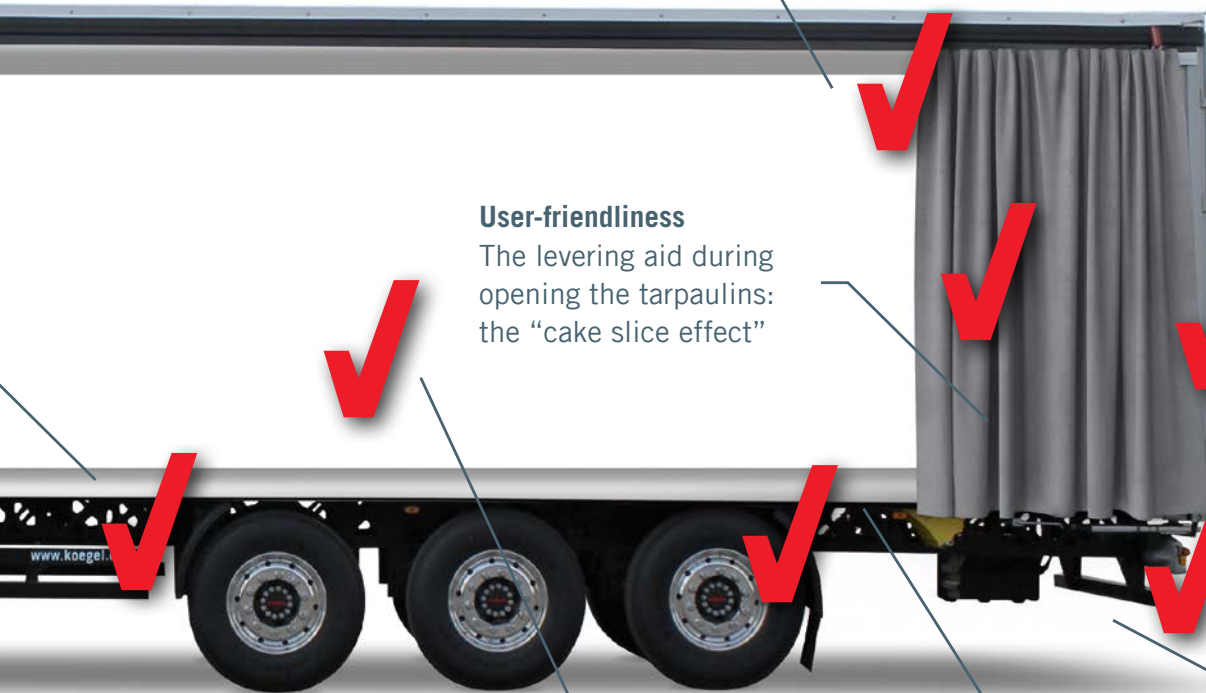 User-friendliness
The levering aid during
opening the tarpaulins:
the “cake slice effect”
www.koegel.